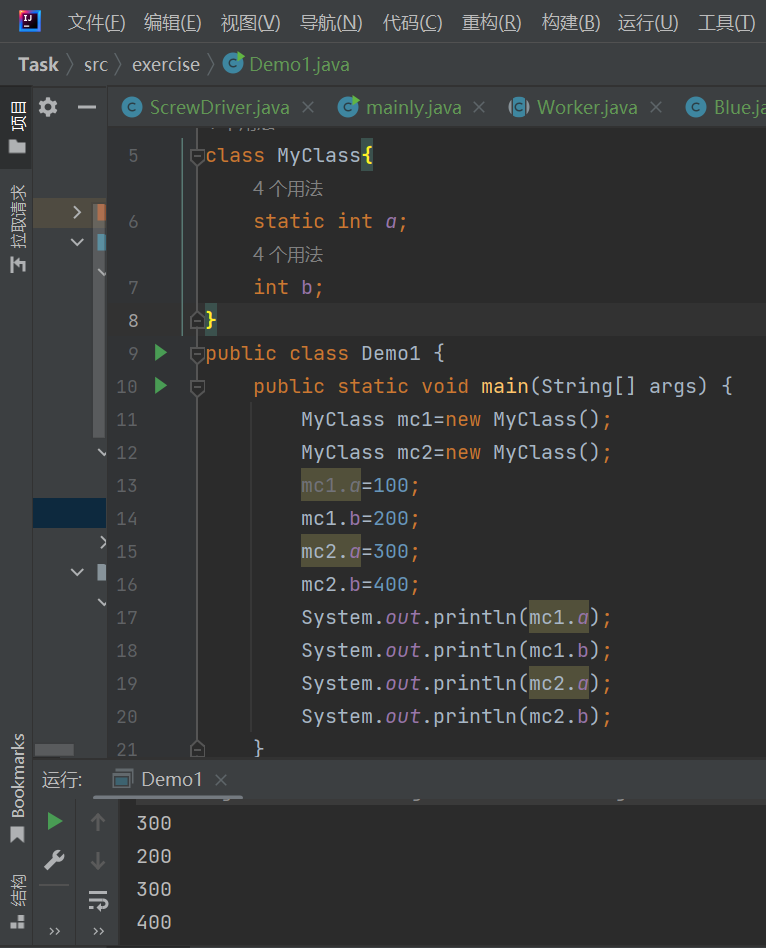 文件(F) 编辑(E) 视图(V) 导航(N) 代码(C) 重构(R) 构建(B) 运行(U) 工具(T)
Task src exercise Demo1.java
项目
拉取请求
Bookmarks
结构
ScrewDriver.java mainly.java Worker.java
5 class MyClass{
4 个用法
6 static int a;
4 个用法
7 int b;
8 }
9 public class Demo1 {
10 public static void main(String[] args) {
11 MyClass mc1=new MyClass();
12 MyClass mc2=new MyClass();
13 mc1.a=100;
14 mc1.b=200;
15 mc2.a=300;
16 mc2.b=400;
17 System.out.println(mc1.a);
18 System.out.println(mc1.b);
19 System.out.println(mc2.a);
20 System.out.println(mc2.b);
21 }
运行: Demo1
300
200
300
400